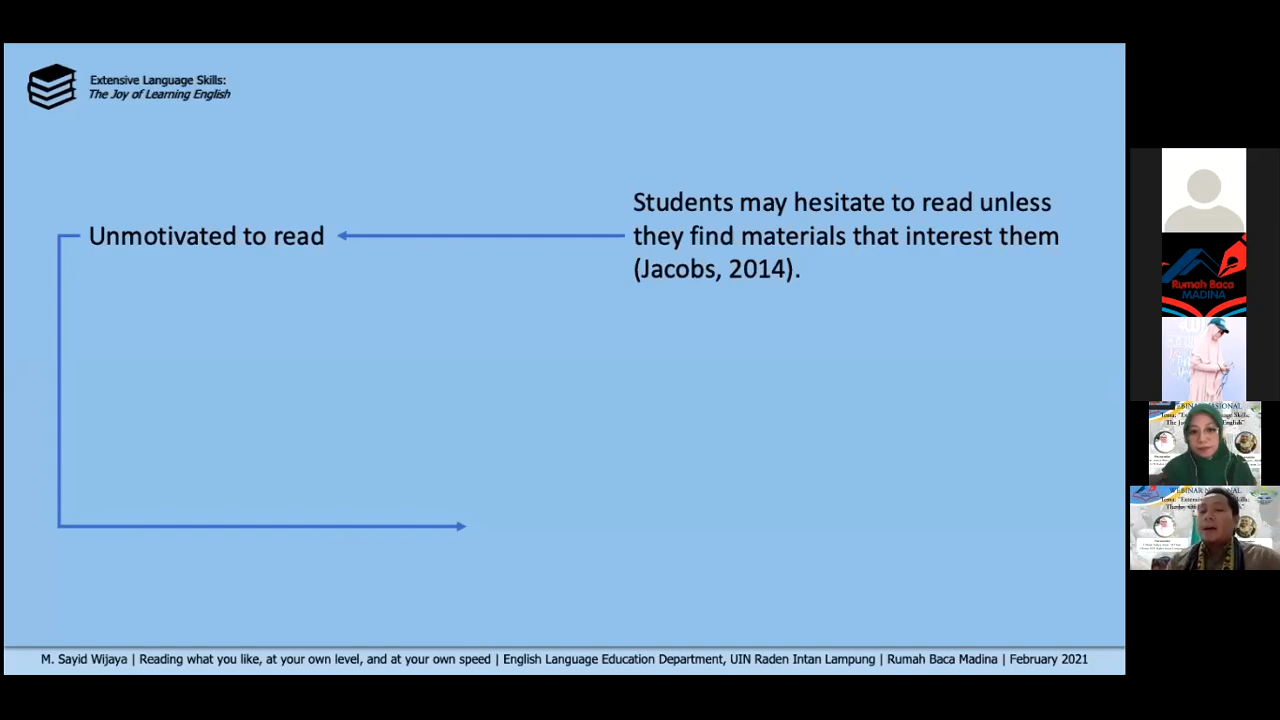 Extensive Language Skills:
The Joy of Learning English
Unmotivated to read
Students may hesitate to read unless
they find materials that interest them
(Jacobs, 2014).
M. Sayid Wijaya | Reading what you like, at your own level, and at your own speed | English Language Education Department, UIN Raden Intan Lampung | Rumah Baca Madina | February 2021
Rumah Baca
MADINA